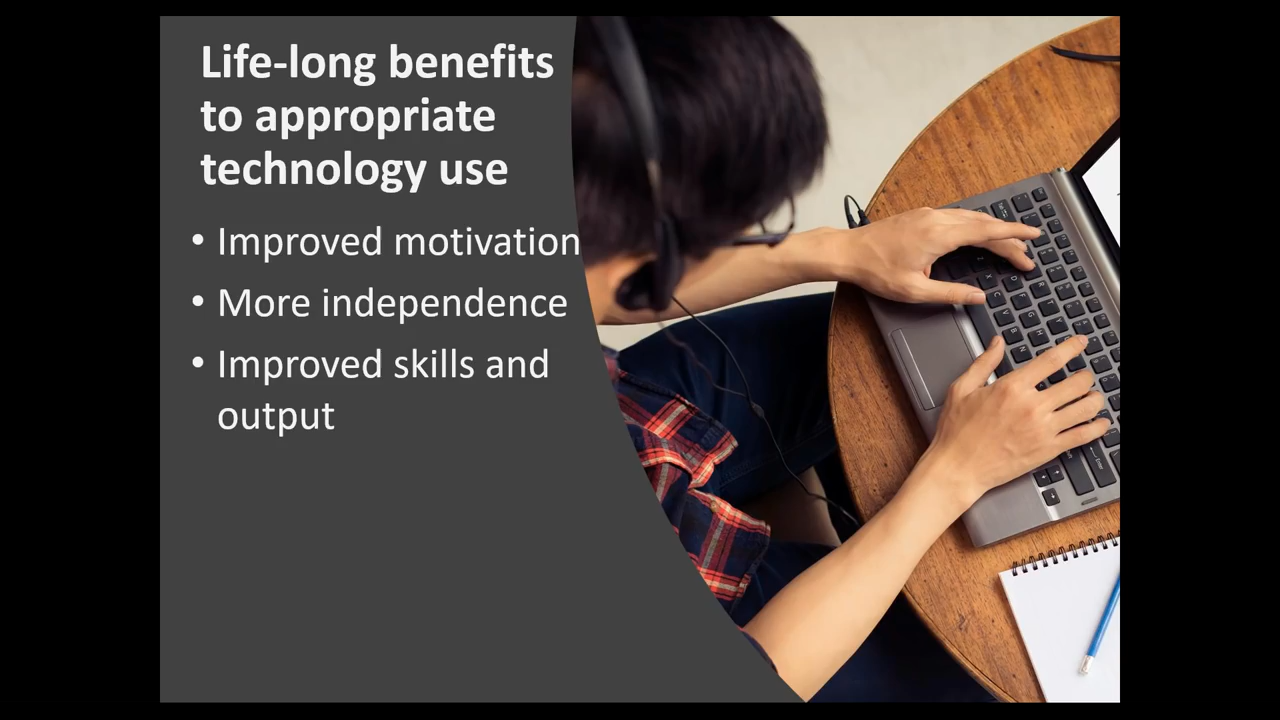 Life-long benefits
to appropriate
technology use
• Improved motivation
• More independence
• Improved skills and
output